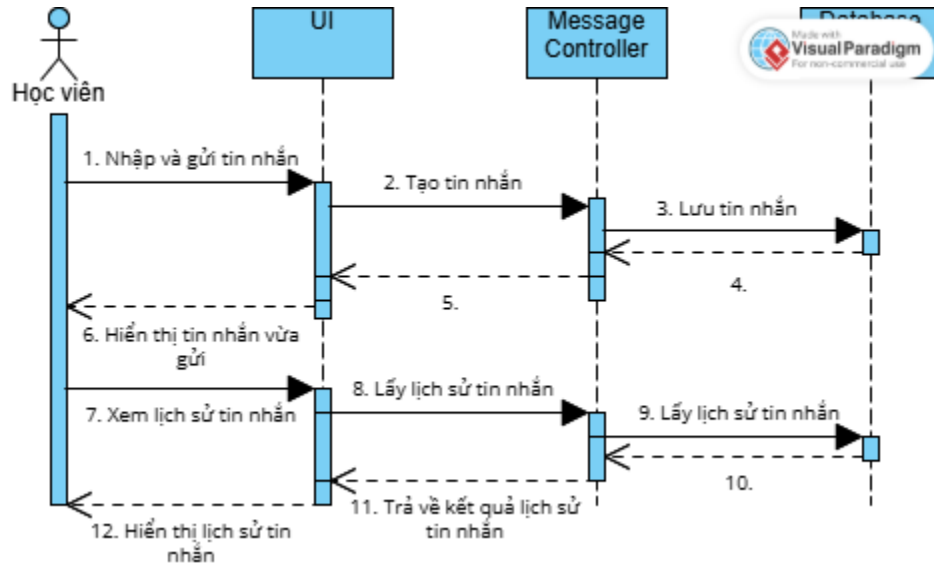 UI
Message
Controller
Database
Made with
Visual Paradigm
For non-commercial use
Học viên
1. Nhập và gửi tin nhắn
2. Tạo tin nhắn
3. Lưu tin nhắn
4.
5.
6. Hiển thị tin nhắn vừa
gửi
7. Xem lịch sử tin nhắn
8. Lấy lịch sử tin nhắn
9. Lấy lịch sử tin nhắn
10.
11. Trả về kết quả lịch sử
tin nhắn
12. Hiển thị lịch sử tin
nhắn